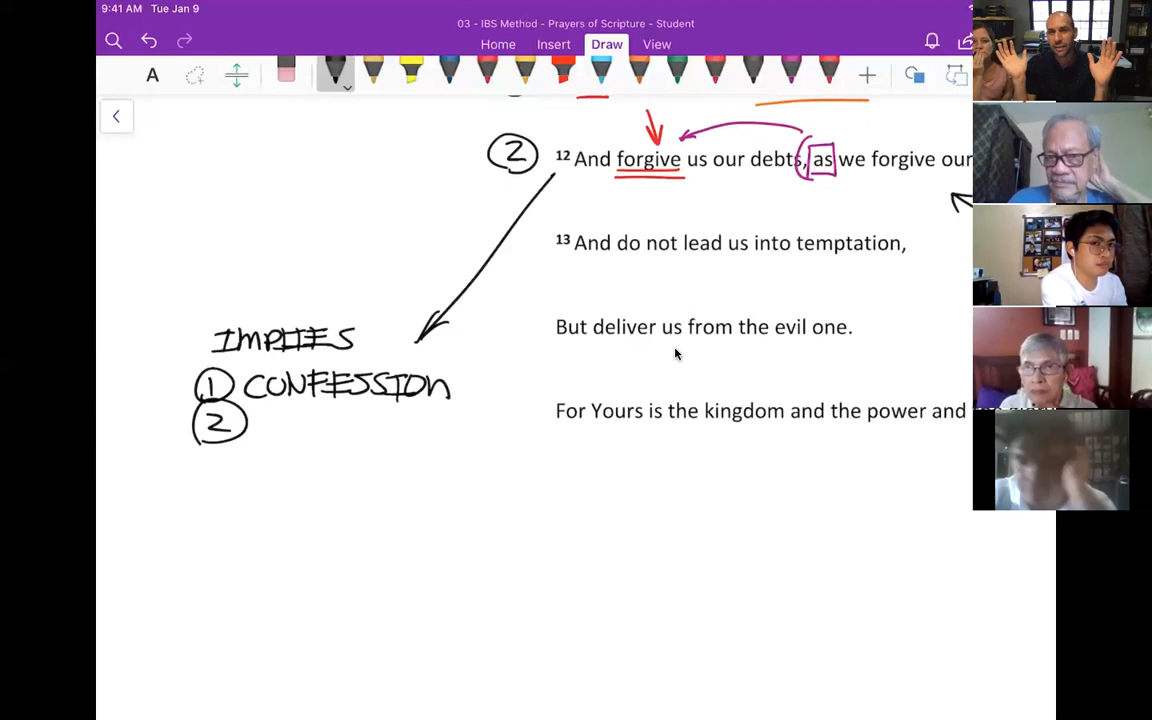 9:41 AM Tue Jan 9
03 - IBS Method - Prayers of Scripture - Student
Home Insert Draw View
A
2 12 And forgive us our debts, as we forgive our
13 And do not lead us into temptation,
But deliver us from the evil one.
IMPLIES
1 CONFESSION
2
For Yours is the kingdom and the power and